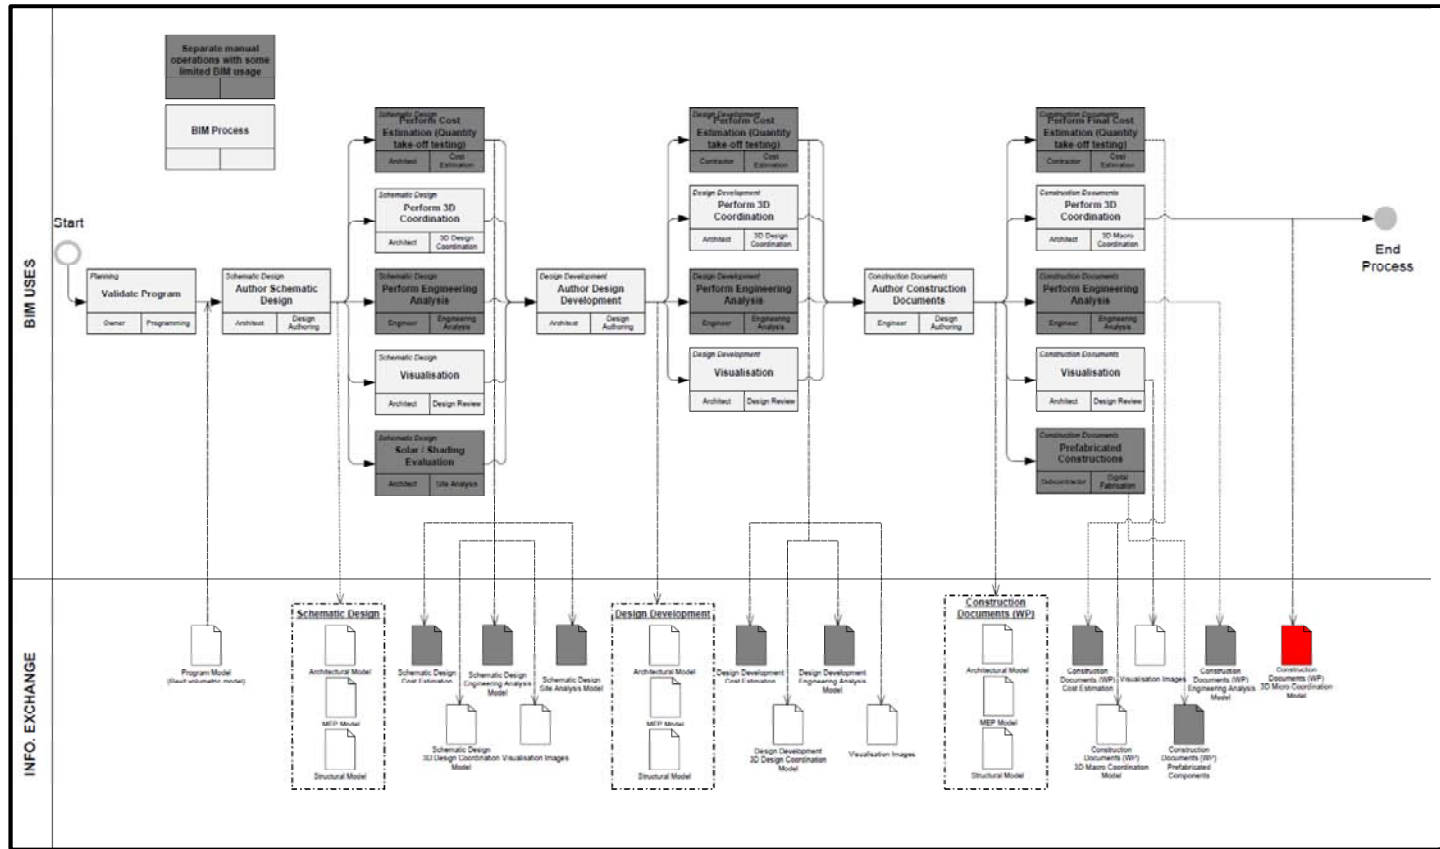 Separate manual
operations with some
limited BIM usage
BIM Process
BIM USES
Start
Planning
Validate Program
Owner
Programming
Schematic Design
Author Schematic
Design
Architect
Design
Authoring
Schematic Design
Perform Cost
Estimation (Quantity
take-off testing)
Architect
Cost
Estimation
Schematic Design
Perform 3D
Coordination
Architect
3D Design
Coordination
Schematic Design
Perform Engineering
Analysis
Engineer
Engineering
Analysis
Schematic Design
Visualisation
Architect
Design Review
Schematic Design
Solar / Shading
Evaluation
Architect
Site Analysis
Design Development
Author Design
Development
Architect
Design
Authoring
Design Development
Perform Cost
Estimation (Quantity
take-off testing)
Contractor
Cost
Estimation
Design Development
Perform 3D
Coordination
Architect
3D Design
Coordination
Design Development
Perform Engineering
Analysis
Engineer
Engineering
Analysis
Design Development
Visualisation
Architect
Design Review
Construction Documents
Author Construction
Documents
Engineer
Design
Authoring
Construction Documents
Perform Final Cost
Estimation (Quantity
take-off testing)
Contractor
Cost
Estimation
Construction Documents
Perform 3D
Coordination
Architect
3D Macro
Coordination
Construction Documents
Perform Engineering
Analysis
Engineer
Engineering
Analysis
Construction Documents
Visualisation
Architect
Design Review
Construction Documents
Prefabricated
Constructions
Subcontractor
Digital
Fabrication
End
Process
INFO. EXCHANGE
Program Model
(Revit volumetric model)
Schematic Design
Architectural Model
MEP Model
Structural Model
Schematic Design
Cost Estimation
Schematic Design
Engineering Analysis
Model
Schematic Design
Site Analysis Model
Schematic Design
3D Design Coordination
Model
Visualisation Images
Design Development
Architectural Model
MEP Model
Structural Model
Design Development
Cost Estimation
Design Development
Engineering Analysis
Model
Design Development
3D Design Coordination
Model
Visualisation Images
Construction
Documents (WP)
Architectural Model
MEP Model
Structural Model
Construction
Documents (WP)
Cost Estimation
Visualisation Images
Construction
Documents (WP)
Engineering Analysis
Model
Construction
Documents (WP)
3D Micro Coordination
Model
Construction
Documents (WP)
3D Macro Coordination
Model
Construction
Documents (WP)
Prefabricated
Components